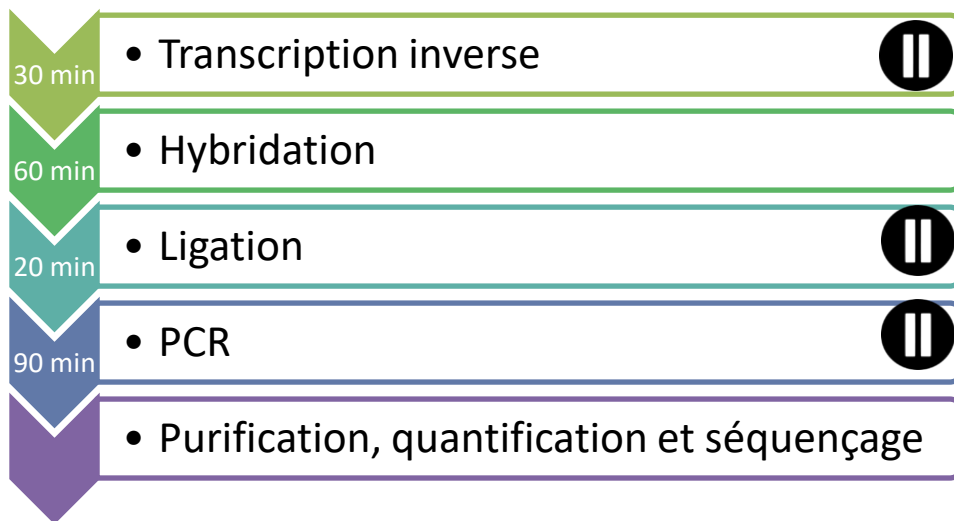 30 min
• Transcription inverse
60 min
• Hybridation
20 min
• Ligation
90 min
• PCR
• Purification, quantification et séquençage